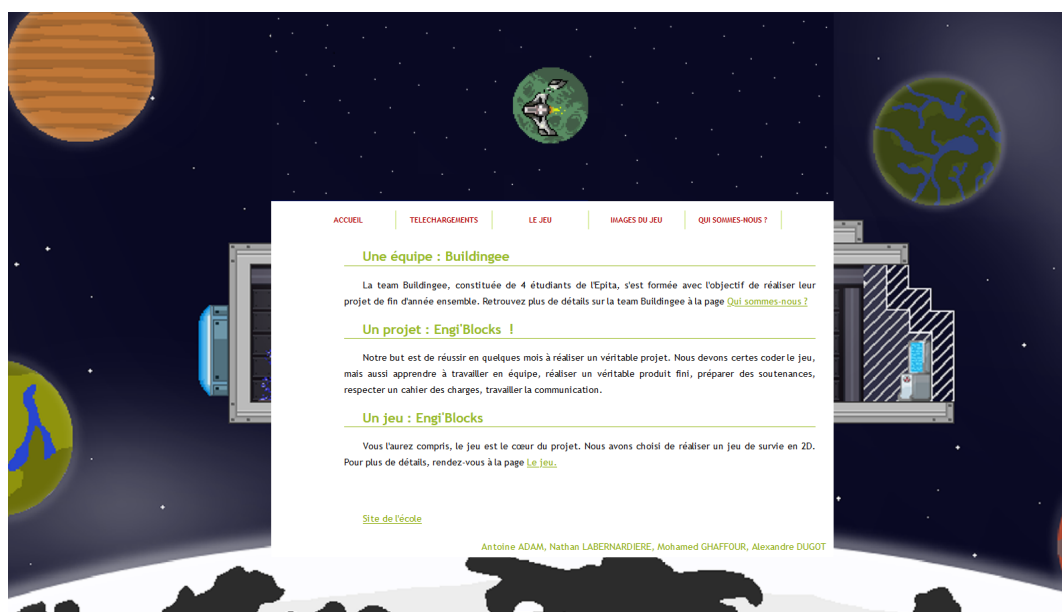 ACCUEIL TELECHARGEMENTS LE JEU IMAGES DU JEU QUI SOMMES-NOUS ?
Une équipe : Buildingee
La team Buildingee, constituée de 4 étudiants de l'Epita, s'est formée avec l'objectif de réaliser leur
projet de fin d'année ensemble. Retrouvez plus de détails sur la team Buildingee à la page Qui sommes-nous ?
Un projet : Engi'Blocks !
Notre but est de réussir en quelques mois à réaliser un véritable projet. Nous devons certes coder le jeu,
mais aussi apprendre à travailler en équipe, réaliser un véritable produit fini, préparer des soutenances,
respecter un cahier des charges, travailler la communication.
Un jeu : Engi'Blocks
Vous l'aurez compris, le jeu est le cœur du projet. Nous avons choisi de réaliser un jeu de survie en 2D.
Pour plus de détails, rendez-vous à la page Le jeu.
Site de l'école
Antoine ADAM, Nathan LABERNARDIERE, Mohamed GHAFFOUR, Alexandre DUGOT